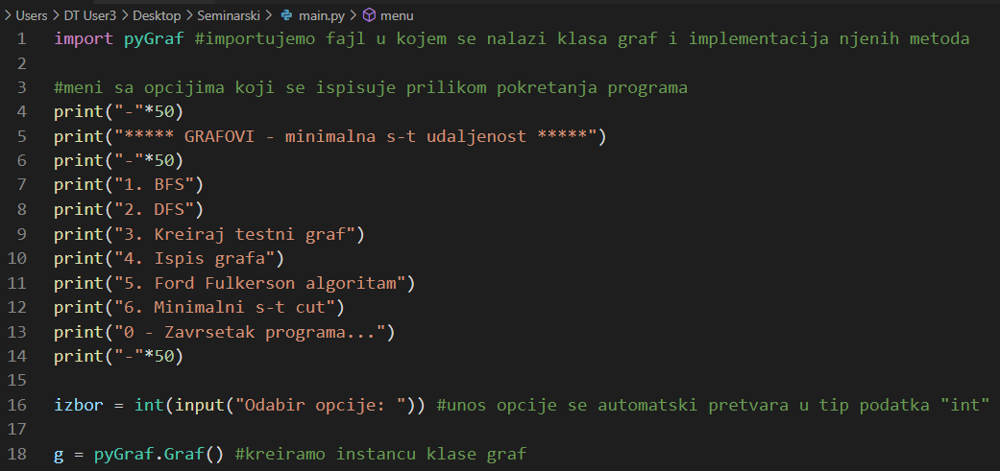 > Users > DT User3 > Desktop > Seminarski > main.py > menu
1 import pyGraf #importujemo fajl u kojem se nalazi klasa graf i implementacija njenih metoda
2
3 #meni sa opcijima koji se ispisuje prilikom pokretanja programa
4 print("-"*50)
5 print("***** GRAFOVI - minimalna s-t udaljenost *****")
6 print("-"*50)
7 print("1. BFS")
8 print("2. DFS")
9 print("3. Kreiraj testni graf")
10 print("4. Ispis grafa")
11 print("5. Ford Fulkerson algoritam")
12 print("6. Minimalni s-t cut")
13 print("0 - Zavrsetak programa...")
14 print("-"*50)
15
16 izbor = int(input("Odabir opcije: ")) #unos opcije se automatski pretvara u tip podatka "int"
17
18 g = pyGraf.Graf() #kreiramo instancu klase graf